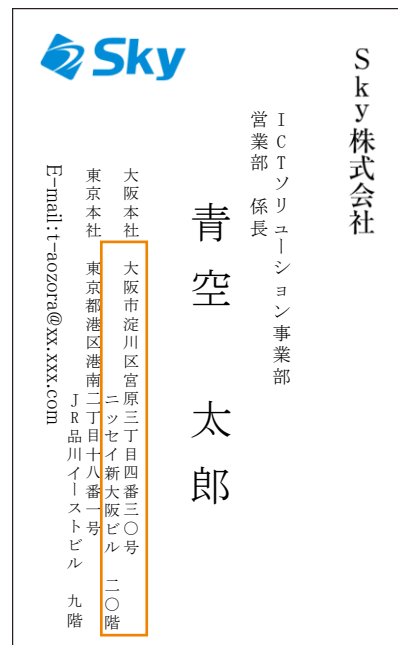 Sky
Sky株式会社
ICTソリューション事業部
営業部　係長
青空　太郎
大阪本社　大阪市淀川区宮原三丁目四番三〇号
ニッセイ新大阪ビル　二〇階
東京本社　東京都港区港南二丁目十八番一号
JR品川イーストビル　九階
E-mail:t-aozora@xx.xxx.com